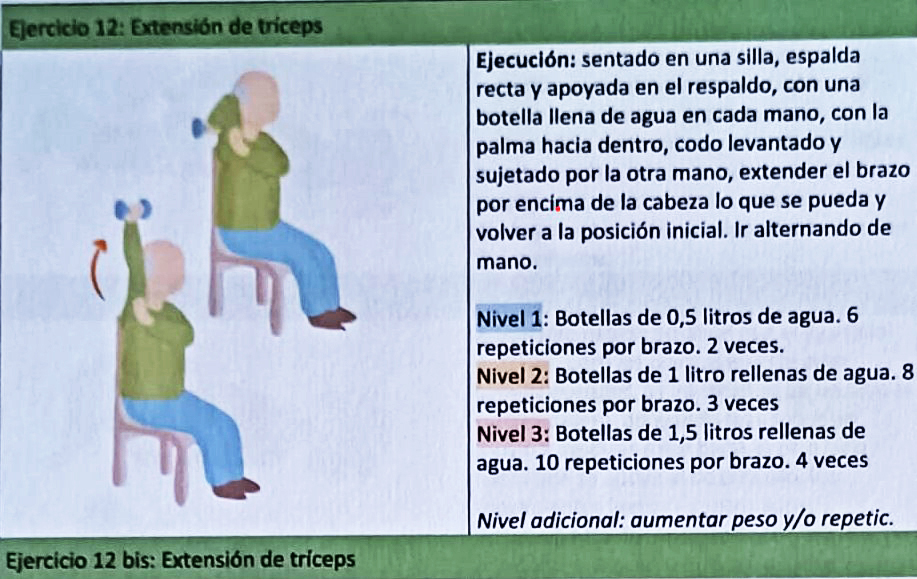 Ejercicio 12: Extensión de tríceps
Ejecución: sentado en una silla, espalda
recta y apoyada en el respaldo, con una
botella llena de agua en cada mano, con la
palma hacia dentro, codo levantado y
sujetado por la otra mano, extender el brazo
por encima de la cabeza lo que se pueda y
volver a la posición inicial. Ir alternando de
mano.
Nivel 1: Botellas de 0,5 litros de agua. 6
repeticiones por brazo. 2 veces.
Nivel 2: Botellas de 1 litro rellenas de agua. 8
repeticiones por brazo. 3 veces
Nivel 3: Botellas de 1,5 litros rellenas de
agua. 10 repeticiones por brazo. 4 veces
Nivel adicional: aumentar peso y/o repetic.
Ejercicio 12 bis: Extensión de tríceps